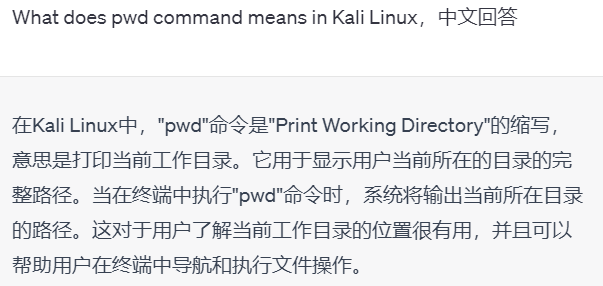 What does pwd command means in Kali Linux，中文回答
在Kali Linux中，"pwd"命令是"Print Working Directory"的缩写，
意思是打印当前工作目录。它用于显示用户当前所在的目录的完
整路径。当在终端中执行"pwd"命令时，系统将输出当前所在目录
的路径。这对于用户了解当前工作目录的位置很有用，并且可以
帮助用户在终端中导航和执行文件操作。